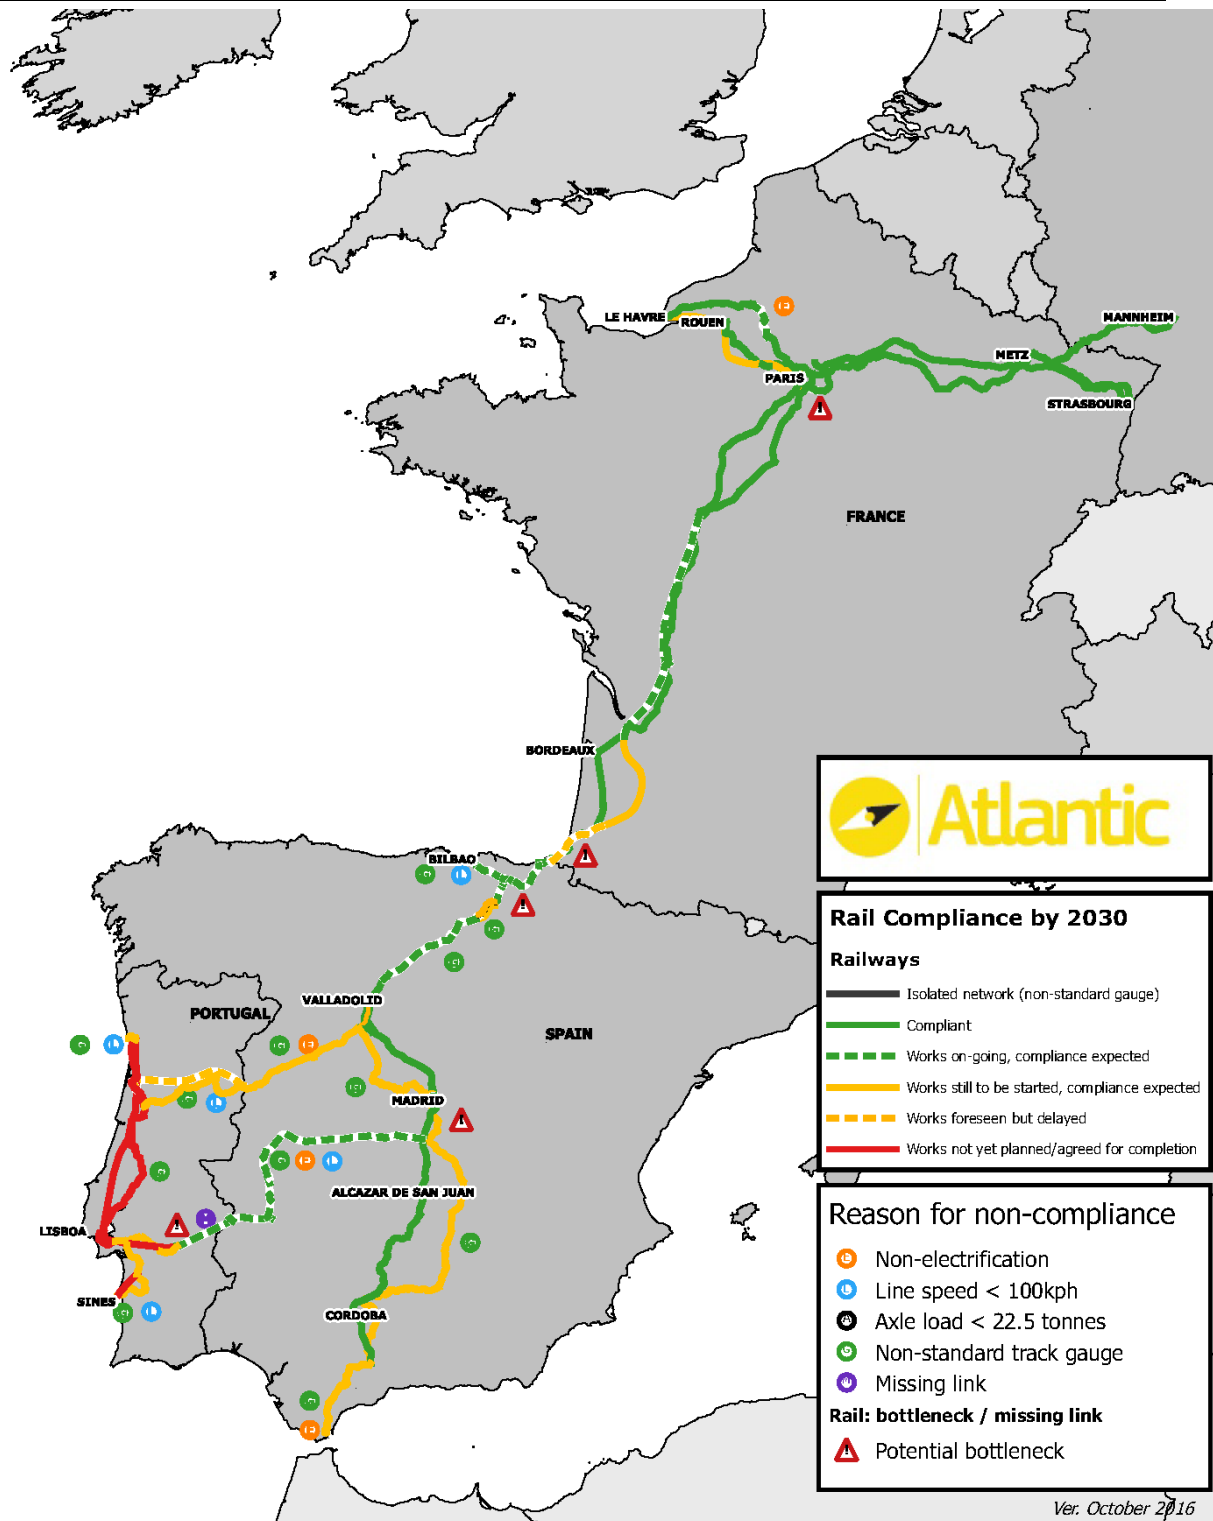 LE HAVRE
ROUEN
MANNHEIM
METZ
PARIS
STRASBOURG
FRANCE
BORDEAUX
Atlantic
BILBAO
Rail Compliance by 2030
Railways
Isolated network (non-standard gauge)
Compliant
Works on-going, compliance expected
Works still to be started, compliance expected
Works foreseen but delayed
Works not yet planned/agreed for completion
VALLADOLID
PORTUGAL
SPAIN
MADRID
ALCAZAR DE SAN JUAN
LISBOA
SINES
CORDOBA
Reason for non-compliance
Non-electrification
Line speed < 100kph
Axle load < 22.5 tonnes
Non-standard track gauge
Missing link
Rail: bottleneck / missing link
Potential bottleneck
Ver. October 2016